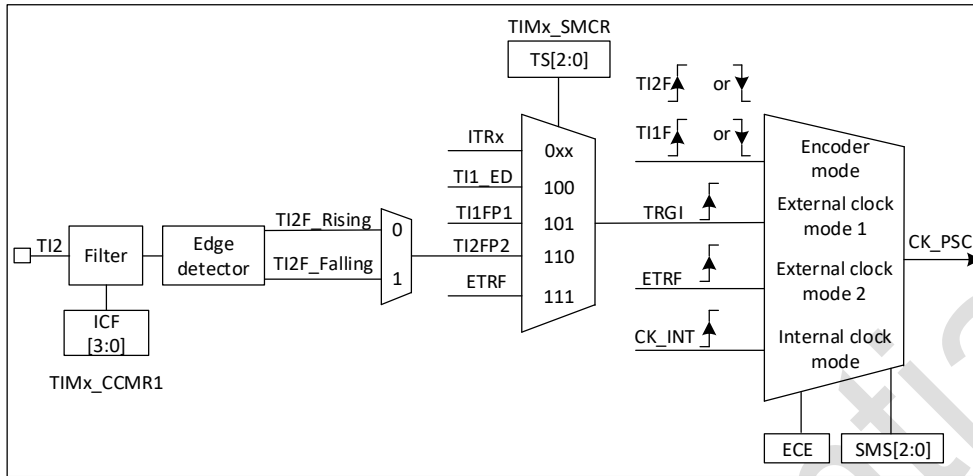 TIMx_SMCR
TS[2:0]
TI2F or
TI1F or
ITRx
0xx
Encoder
mode
TI1_ED
100
TI1FP1
101
TRGI
External clock
mode 1
TI2
Filter
Edge
detector
TI2F_Rising
0
TI2F_Falling
1
TI2FP2
110
CK_PSC
ETRF
111
ETRF
External clock
mode 2
ICF
[3:0]
TIMx_CCMR1
CK_INT
Internal clock
mode
ECE
SMS[2:0]